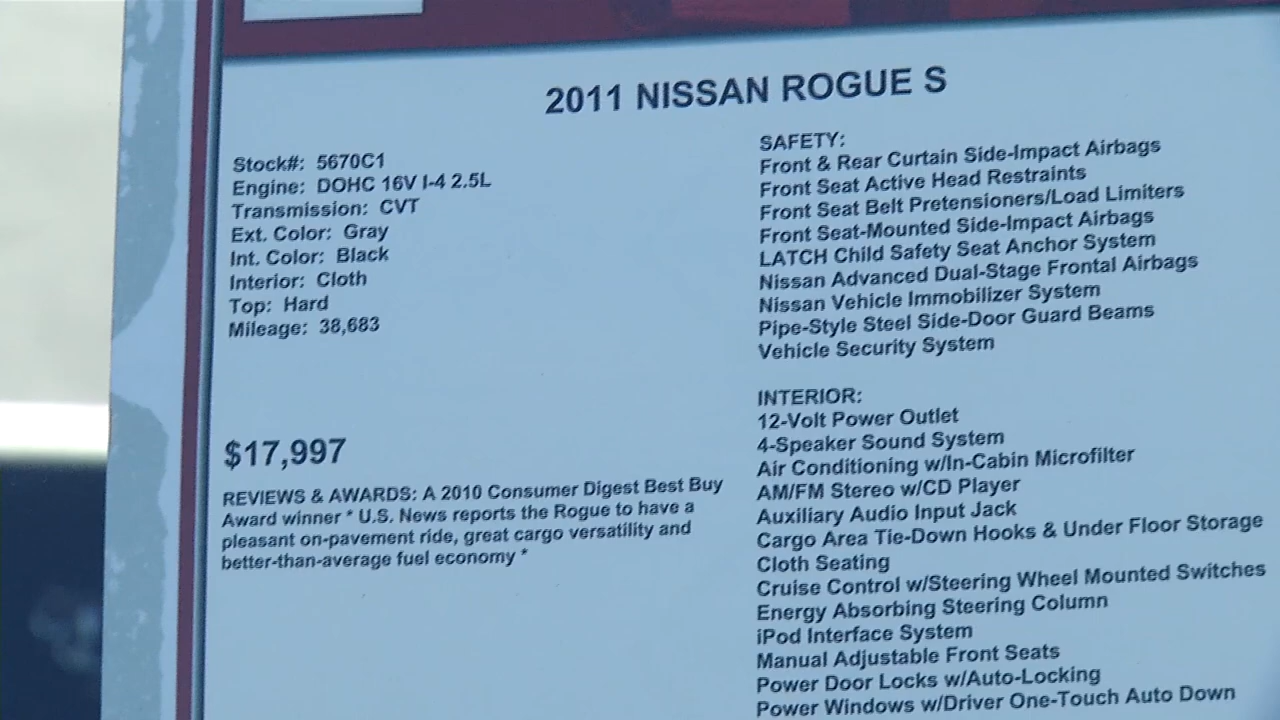 2011 NISSAN ROGUE S
Stock#: 5670C1
Engine: DOHC 16V I-4 2.5L
Transmission: CVT
Ext. Color: Gray
Int. Color: Black
Interior: Cloth
Top: Hard
Mileage: 38,683
$17,997
REVIEWS & AWARDS: A 2010 Consumer Digest Best Buy
Award winner * U.S. News reports the Rogue to have a
pleasant on-pavement ride, great cargo versatility and
better-than-average fuel economy *
SAFETY:
Front & Rear Curtain Side-Impact Airbags
Front Seat Active Head Restraints
Front Seat Belt Pretensioners/Load Limiters
Front Seat-Mounted Side-Impact Airbags
LATCH Child Safety Seat Anchor System
Nissan Advanced Dual-Stage Frontal Airbags
Nissan Vehicle Immobilizer System
Pipe-Style Steel Side-Door Guard Beams
Vehicle Security System
INTERIOR:
12-Volt Power Outlet
4-Speaker Sound System
Air Conditioning w/In-Cabin Microfilter
AM/FM Stereo w/CD Player
Auxiliary Audio Input Jack
Cargo Area Tie-Down Hooks & Under Floor Storage
Cloth Seating
Cruise Control w/Steering Wheel Mounted Switches
Energy Absorbing Steering Column
iPod Interface System
Manual Adjustable Front Seats
Power Door Locks w/Auto-Locking
Power Windows w/Driver One-Touch Auto Down